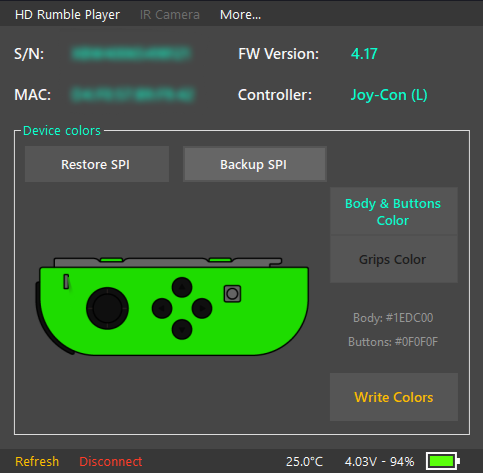 HD Rumble Player IR Camera More...
S/N: FW Version: 4.17
MAC: Controller: Joy-Con (L)
Device colors
Restore SPI Backup SPI
Body & Buttons
Color
Grips Color
Body: #1EDC00
Buttons: #0F0F0F
Write Colors
Refresh Disconnect 25.0°C 4.03V - 94%